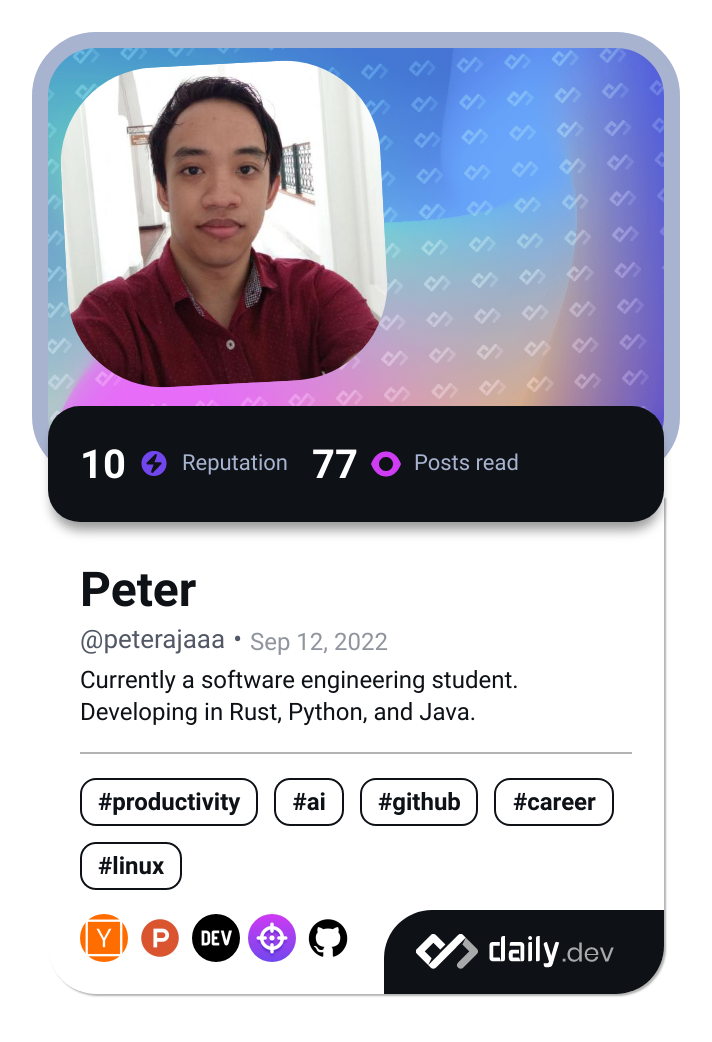 10 Reputation 77 Posts read
Peter
@peterajaaa • Sep 12, 2022
Currently a software engineering student.
Developing in Rust, Python, and Java.
#productivity #ai #github #career
#linux
Y P DEV daily.dev